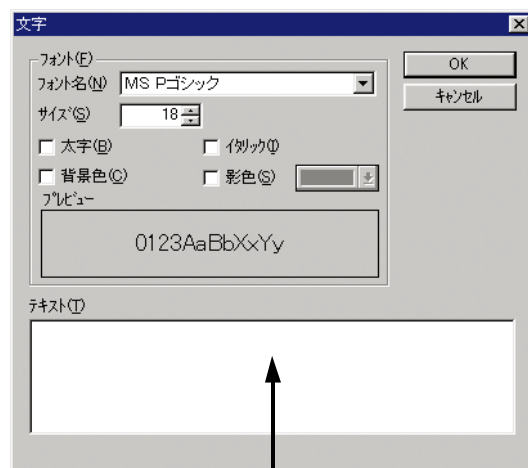 文字
フォント(F)
フォント名(N) MS Pゴシック
サイズ(S) 18
太字(B) イタリック(I)
背景色(C) 影色(S)
プレビュー
0123AaBbXxYy
OK
キャンセル
テキスト(T)